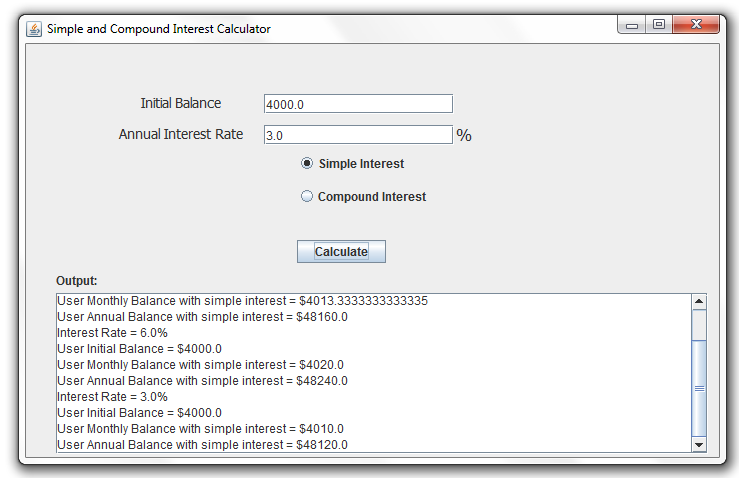 Simple and Compound Interest Calculator
Initial Balance 4000.0
Annual Interest Rate 3.0 %
Simple Interest
Compound Interest
Calculate
Output:
User Monthly Balance with simple interest = $4013.3333333333335
User Annual Balance with simple interest = $48160.0
Interest Rate = 6.0%
User Initial Balance = $4000.0
User Monthly Balance with simple interest = $4020.0
User Annual Balance with simple interest = $48240.0
Interest Rate = 3.0%
User Initial Balance = $4000.0
User Monthly Balance with simple interest = $4010.0
User Annual Balance with simple interest = $48120.0